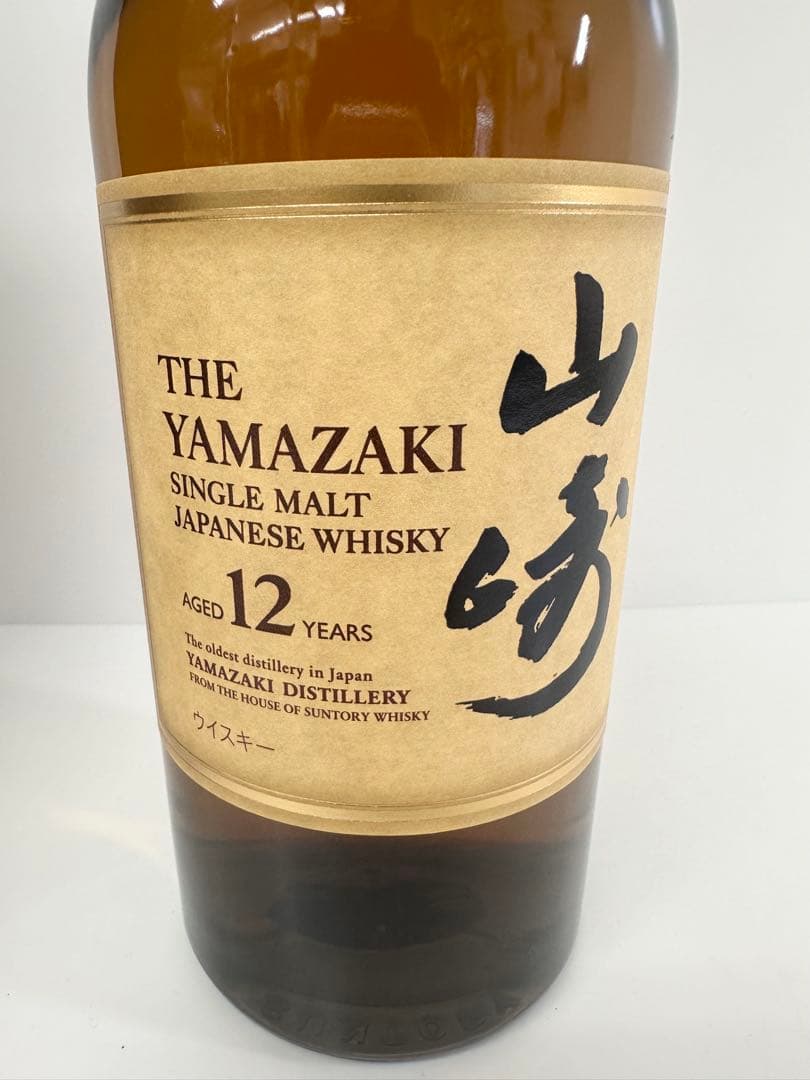 THE
YAMAZAKI
SINGLE MALT
JAPANESE WHISKY
AGED 12 YEARS
The oldest distillery in Japan
YAMAZAKI DISTILLERY
FROM THE HOUSE OF SUNTORY WHISKY
ウイスキー
山崎